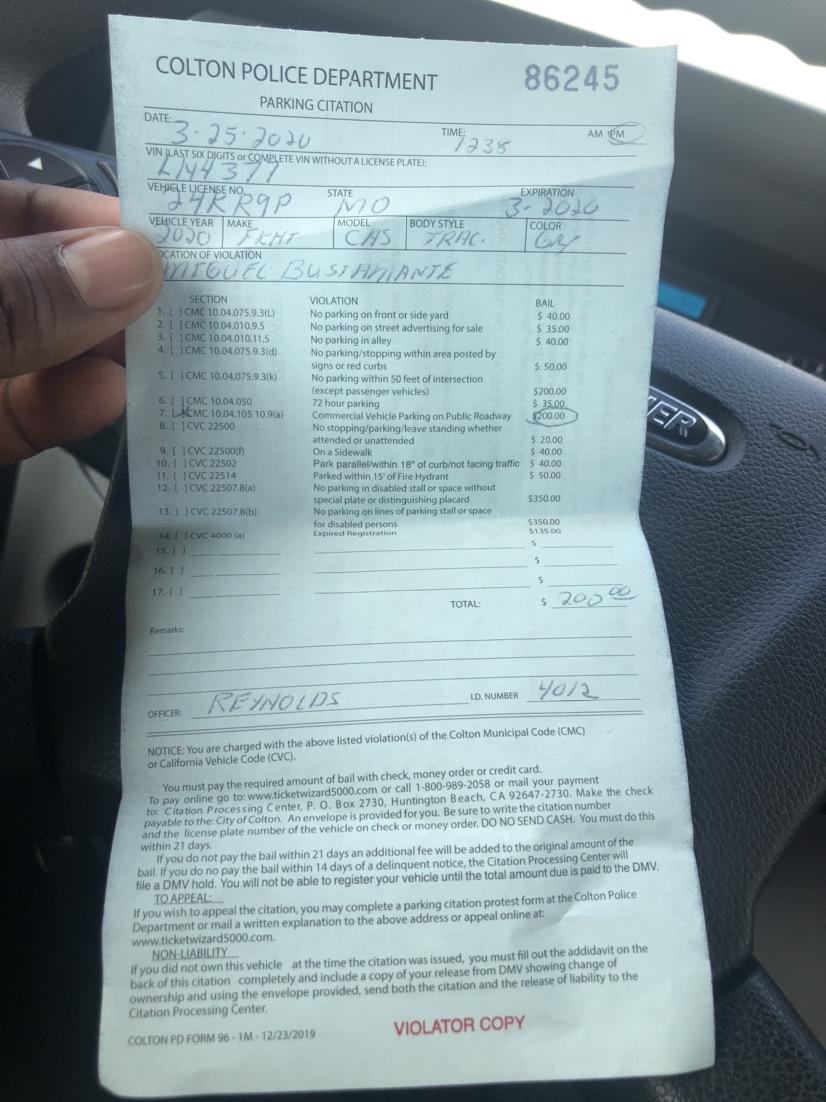 COLTON POLICE DEPARTMENT 86245
PARKING CITATION
DATE: 3-25-2020 TIME: 1238 AM PM
VIN (LAST SIX DIGITS or COMPLETE VIN WITHOUT A LICENSE PLATE):
LN4377
VEHICLE LICENSE NO. STATE EXPIRATION
24KR9P MO 3-2020
VEHICLE YEAR MAKE MODEL BODY STYLE COLOR
2020 FRHT CAS TRAC. GY
OCATION OF VIOLATION
MIGUEL BUSTAMANTE
SECTION VIOLATION BAIL
1. [ ] CMC 10.04.075.9.3(L) No parking on front or side yard $ 40.00
2. [ ] CMC 10.04.010.9.5 No parking on street advertising for sale $ 35.00
3. [ ] CMC 10.04.010.11.5 No parking in alley $ 40.00
4. [ ] CMC 10.04.075.9.3(d) No parking/stopping within area posted by
signs or red curbs $ 50.00
5. [ ] CMC 10.04,075.9.3(k) No parking within 50 feet of intersection
(except passenger vehicles) $200.00
6. [ ] CMC 10.04.050 72 hour parking $ 35.00
7. [X] CMC 10.04.105 10.9(a) Commercial Vehicle Parking on Public Roadway $200.00
8. [ ] CVC 22500 No stopping/parking/leave standing whether
attended or unattended $ 20.00
9. [ ] CVC 22500(f) On a Sidewalk $ 40.00
10. [ ] CVC 22502 Park parallel/within 18" of curb/not facing traffic $ 40.00
11. [ ] CVC 22514 Parked within 15' of Fire Hydrant $ 50.00
12. [ ] CVC 22507.8(a) No parking in disabled stall or space without
special plate or distinguishing placard $350.00
13. [ ] CVC 22507.8(b) No parking on lines of parking stall or space
for disabled persons $350.00
14. [ ] CVC 4000 (a) Expired Registration $135.00
15. [ ] $
16. [ ] $
17. [ ] $
TOTAL: $ 200 00
Remarks:
OFFICER: REYNOLDS I.D. NUMBER 4012
NOTICE: You are charged with the above listed violation(s) of the Colton Municipal Code (CMC)
or California Vehicle Code (CVC).
You must pay the required amount of bail with check, money order or credit card.
To pay online go to: www.ticketwizard5000.com or call 1-800-989-2058 or mail your payment
to: Citation Processing Center, P. O. Box 2730, Huntington Beach, CA 92647-2730. Make the check
payable to the: City of Colton. An envelope is provided for you. Be sure to write the citation number
and the license plate number of the vehicle on check or money order. DO NOT SEND CASH. You must do this
within 21 days.
If you do not pay the bail within 21 days an additional fee will be added to the original amount of the
bail. If you do no pay the bail within 14 days of a delinquent notice, the Citation Processing Center will
file a DMV hold. You will not be able to register your vehicle until the total amount due is paid to the DMV.
TO APPEAL:
If you wish to appeal the citation, you may complete a parking citation protest form at the Colton Police
Department or mail a written explanation to the above address or appeal online at:
www.ticketwizard5000.com.
NON-LIABILITY
If you did not own this vehicle at the time the citation was issued, you must fill out the addidavit on the
back of this citation completely and include a copy of your release from DMV showing change of
ownership and using the envelope provided, send both the citation and the release of liability to the
Citation Processing Center.
COLTON PD FORM 96 - 1M - 12/23/2019 VIOLATOR COPY